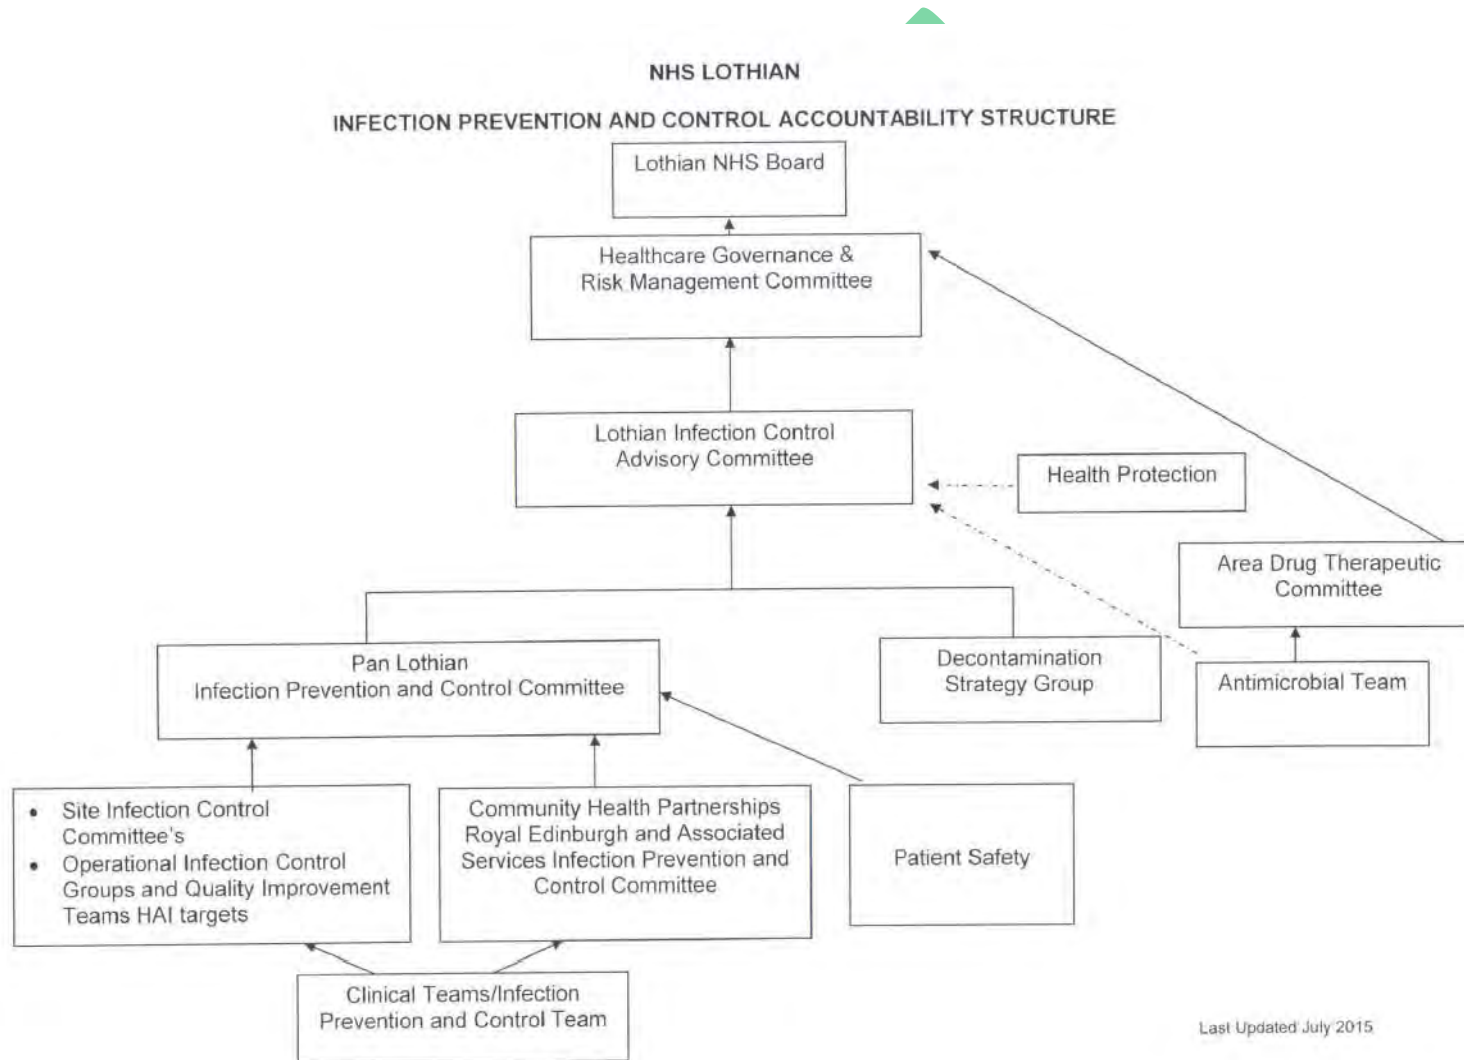 NHS LOTHIAN
INFECTION PREVENTION AND CONTROL ACCOUNTABILITY STRUCTURE
Lothian NHS Board
Healthcare Governance &
Risk Management Committee
Lothian Infection Control
Advisory Committee
Health Protection
Area Drug Therapeutic
Committee
Pan Lothian
Infection Prevention and Control Committee
Decontamination
Strategy Group
Antimicrobial Team
• Site Infection Control
Committee's
• Operational Infection Control
Groups and Quality Improvement
Teams HAI targets
Community Health Partnerships
Royal Edinburgh and Associated
Services Infection Prevention and
Control Committee
Patient Safety
Clinical Teams/Infection
Prevention and Control Team
Last Updated July 2015